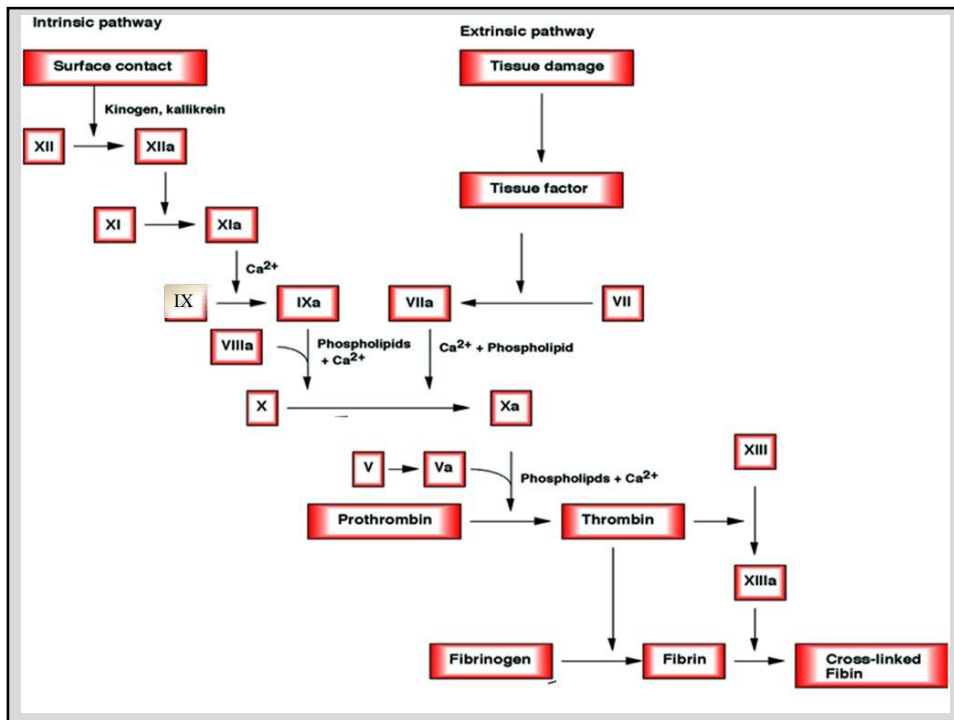 Intrinsic pathway
Extrinsic pathway
Surface contact
Tissue damage
Kinogen, kallikrein
XII
XIIa
Tissue factor
XI
XIa
Ca2+
IX
IXa
VIIa
VII
VIIIa
Phospholipids
+ Ca2+
Ca2+ + Phospholipid
X
Xa
XIII
V
Va
Phospholipds + Ca2+
Prothrombin
Thrombin
XIIIa
Fibrinogen
Fibrin
Cross-linked
Fibin